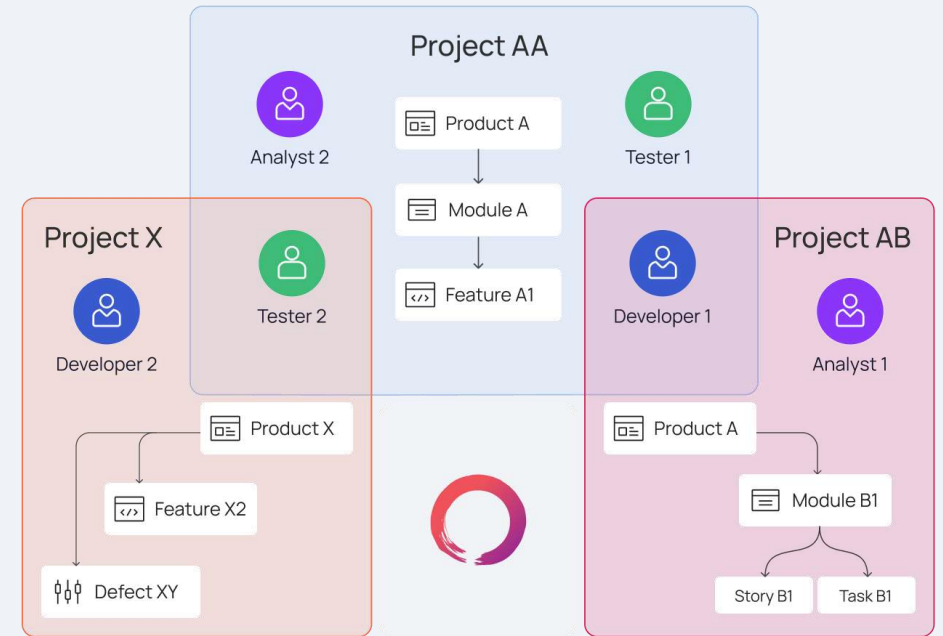 Project AA
Analyst 2
Product A
Tester 1
Module A
Feature A1
Project X
Tester 2
Developer 2
Project AB
Developer 1
Analyst 1
Product X
Feature X2
Defect XY
Product A
Module B1
Story B1
Task B1